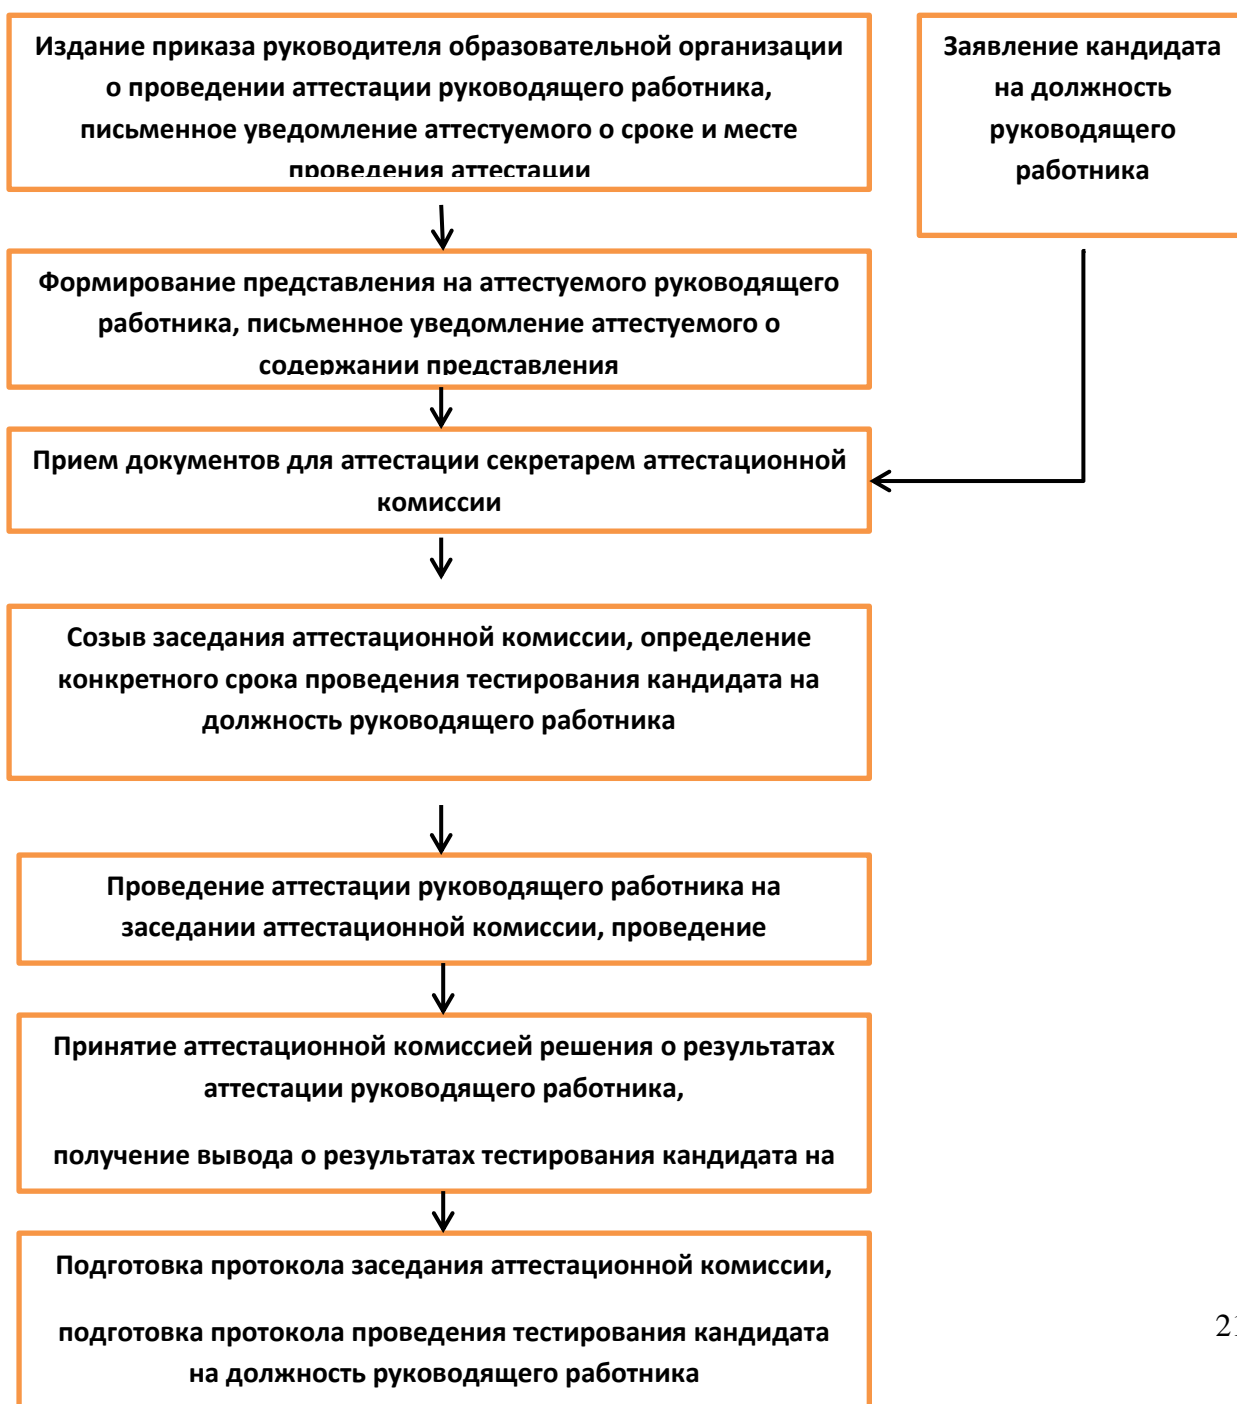 Издание приказа руководителя образовательной организации
о проведении аттестации руководящего работника,
письменное уведомление аттестуемого о сроке и месте
проведения аттестации
Заявление кандидата
на должность
руководящего
работника
Формирование представления на аттестуемого руководящего
работника, письменное уведомление аттестуемого о
содержании представления
Прием документов для аттестации секретарем аттестационной
комиссии
Созыв заседания аттестационной комиссии, определение
конкретного срока проведения тестирования кандидата на
должность руководящего работника
Проведение аттестации руководящего работника на
заседании аттестационной комиссии, проведение
Принятие аттестационной комиссией решения о результатах
аттестации руководящего работника,
получение вывода о результатах тестирования кандидата на
Подготовка протокола заседания аттестационной комиссии,
подготовка протокола проведения тестирования кандидата
на должность руководящего работника
21